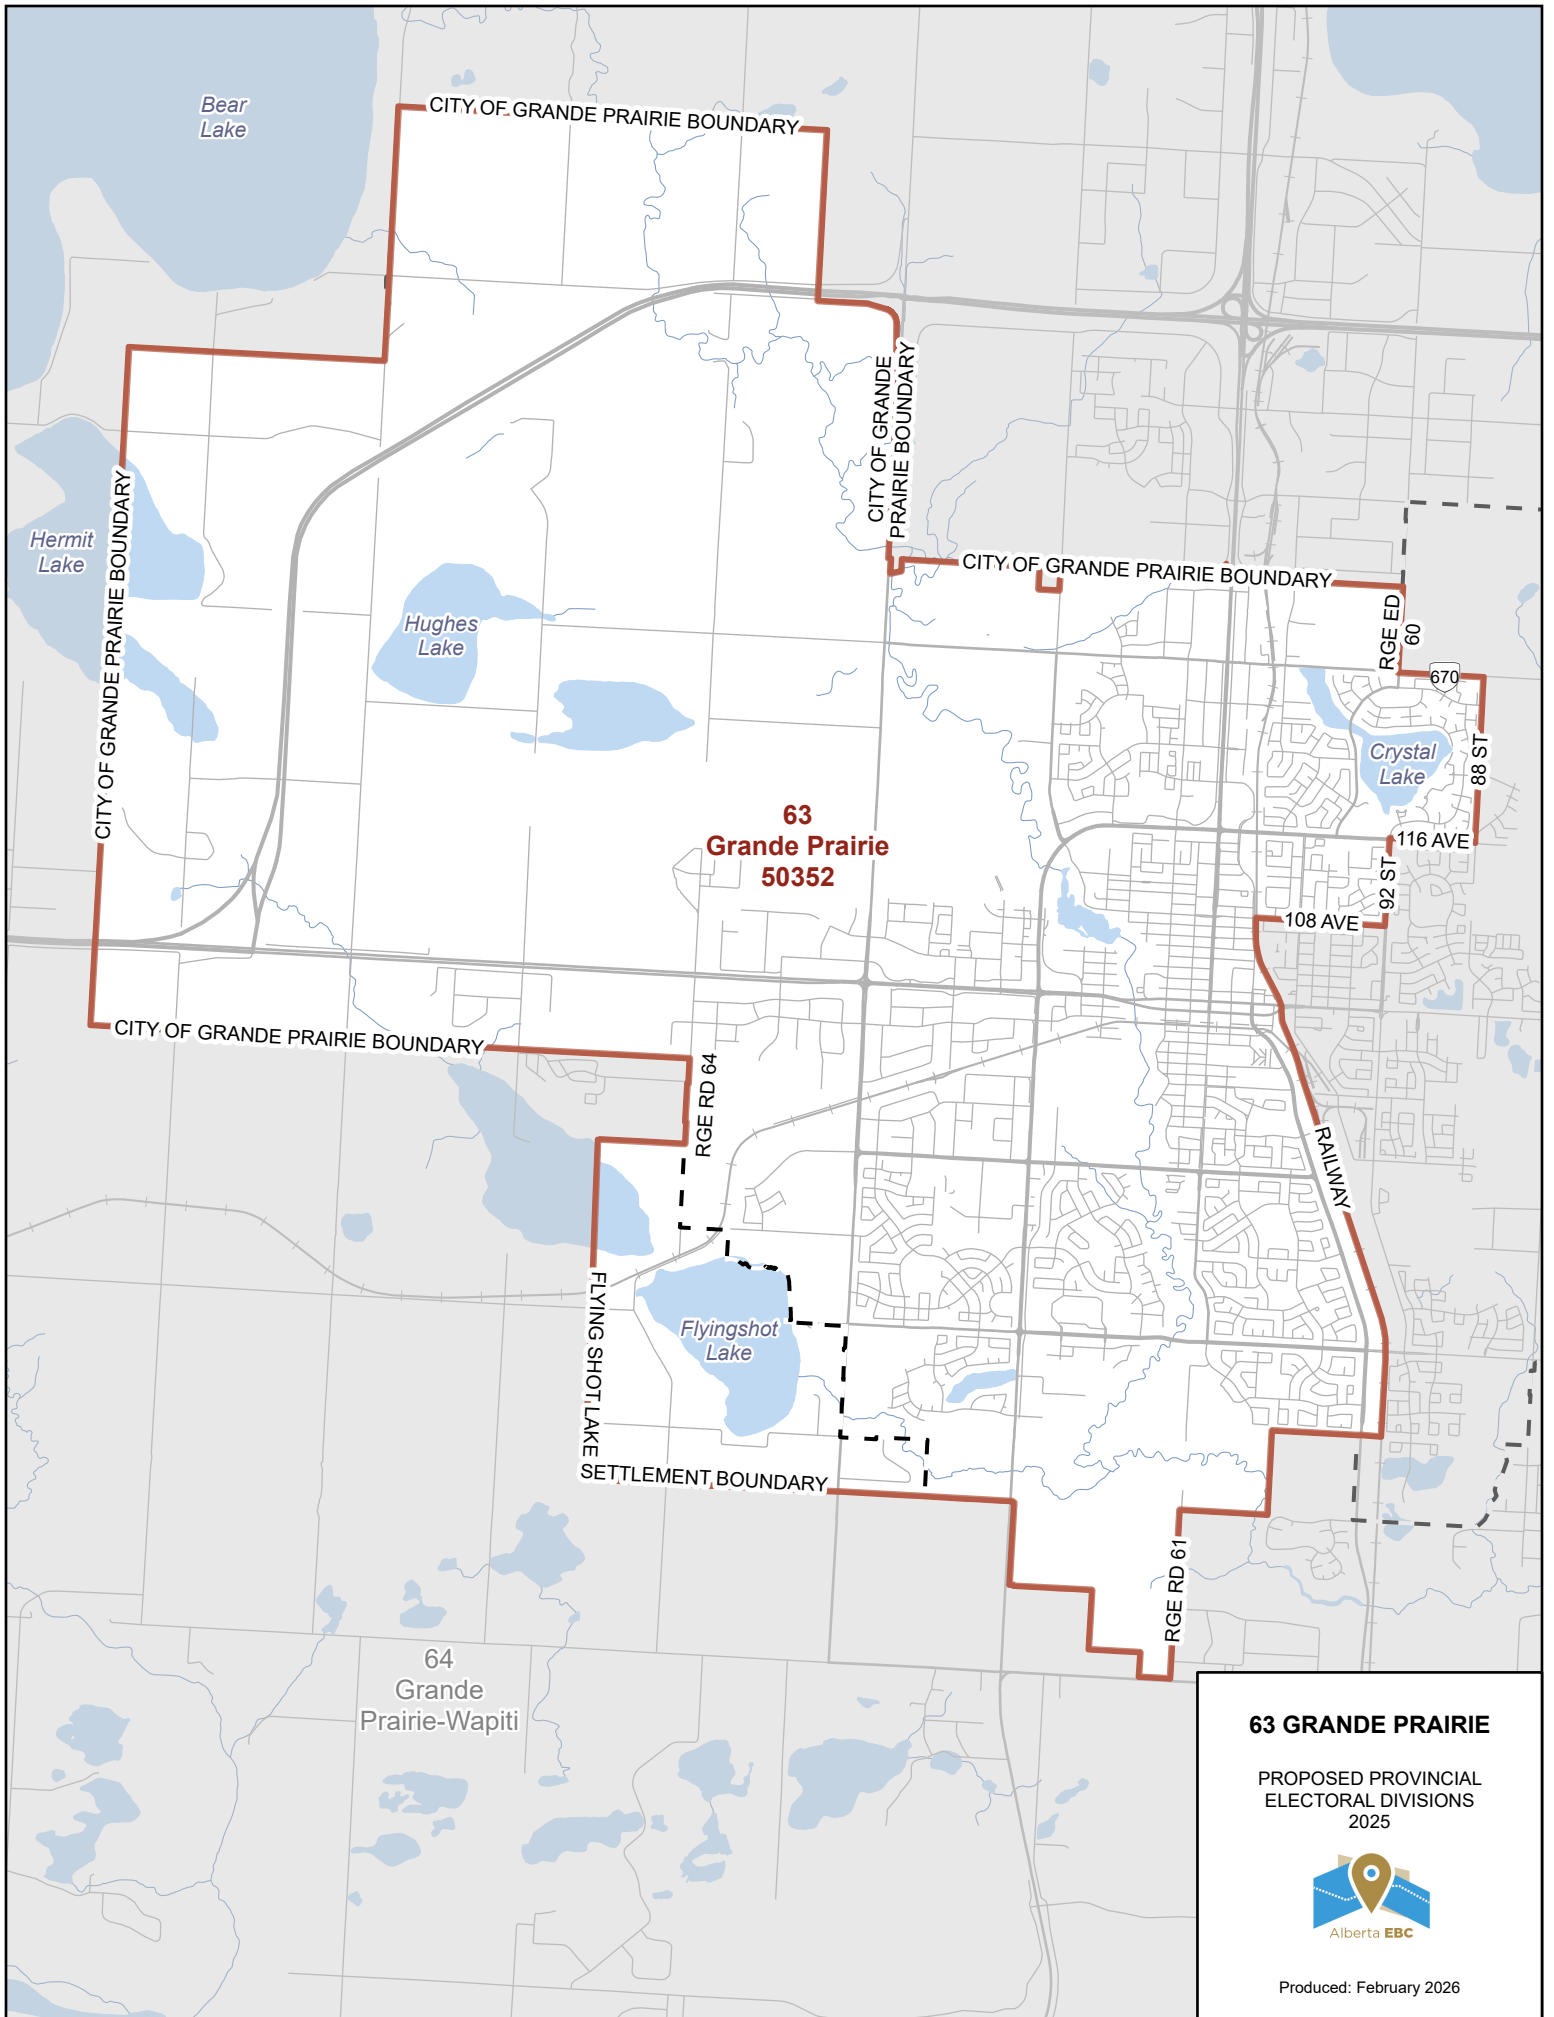 Bear
Lake
CITY OF GRANDE PRAIRIE BOUNDARY
CITY OF GRANDE
PRAIRIE BOUNDARY
CITY OF GRANDE PRAIRIE BOUNDARY
Hermit
Lake
CITY OF GRANDE PRAIRIE BOUNDARY
RGE ED
60
Hughes
Lake
670
Crystal
Lake
88 ST
63
Grande Prairie
50352
116 AVE
92 ST
108 AVE
CITY OF GRANDE PRAIRIE BOUNDARY
RGE RD 64
RAILWAY
Flyingshot
Lake
FLYING SHOT LAKE
SETTLEMENT BOUNDARY
RGE RD 61
64
Grande
Prairie-Wapiti
63 GRANDE PRAIRIE
PROPOSED PROVINCIAL
ELECTORAL DIVISIONS
2025
Alberta EBC
Produced: February 2026